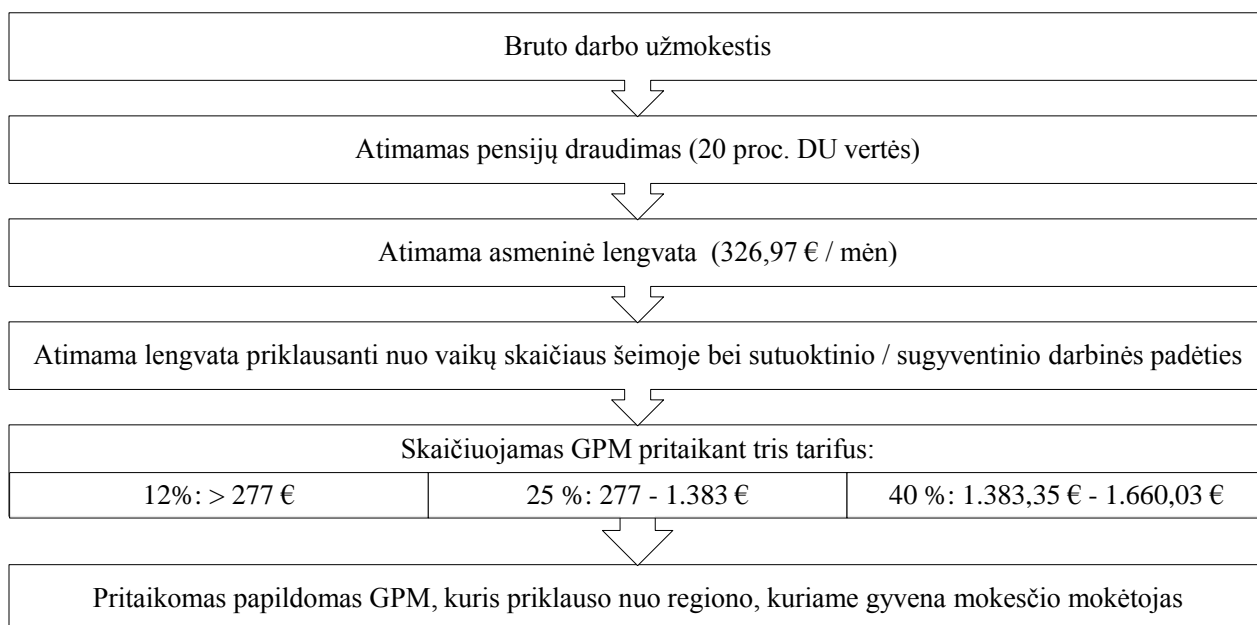 Bruto darbo užmokestis
Atimamas pensijų draudimas (20 proc. DU vertės)
Atimama asmeninė lengvata (326,97 € / mėn)
Atimama lengvata priklausanti nuo vaikų skaičiaus šeimoje bei sutuoktinio / sugyventinio darbinės padėties
Skaičiuojamas GPM pritaikant tris tarifus:
12%: > 277 €
25 %: 277 - 1.383 €
40 %: 1.383,35 € - 1.660,03 €
Pritaikomas papildomas GPM, kuris priklauso nuo regiono, kuriame gyvena mokesčio mokėtojas